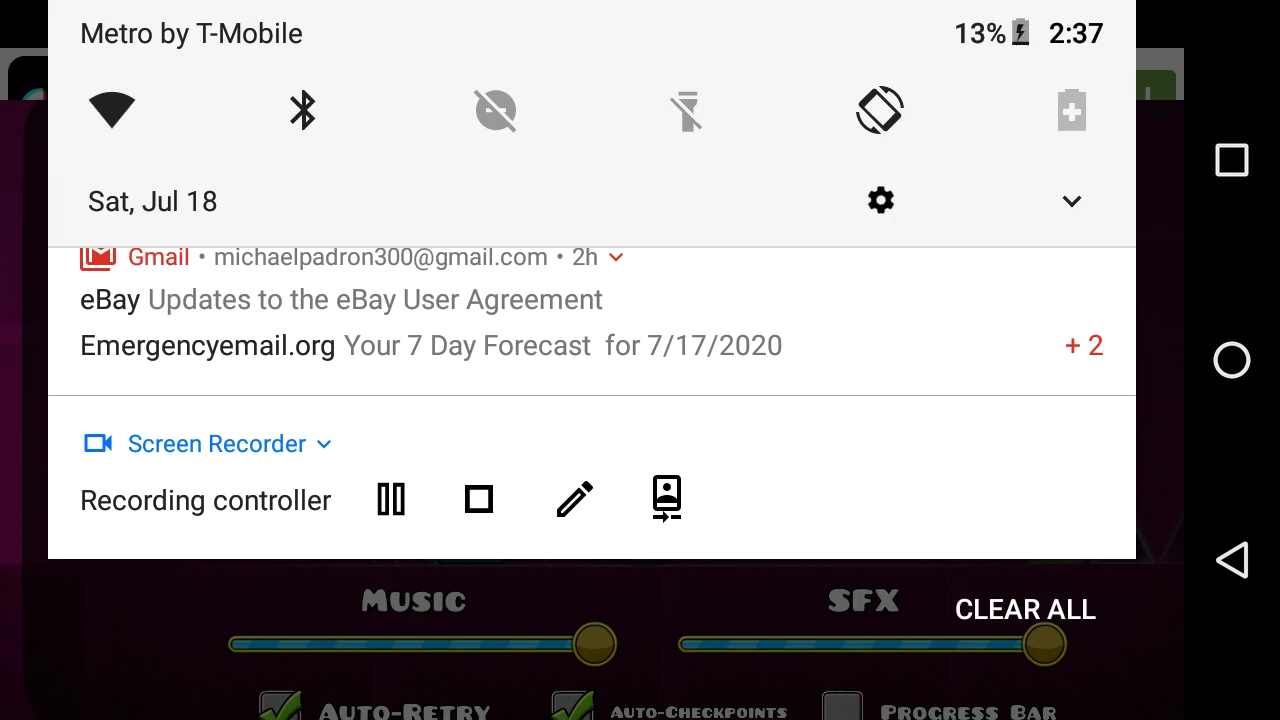 Metro by T-Mobile 13% 2:37
Sat, Jul 18
Gmail • michaelpadron300@gmail.com • 2h
eBay Updates to the eBay User Agreement
Emergencyemail.org Your 7 Day Forecast for 7/17/2020 + 2
Screen Recorder
Recording controller
Music SFX
CLEAR ALL
Auto-Retry Auto-Checkpoints Progress Bar